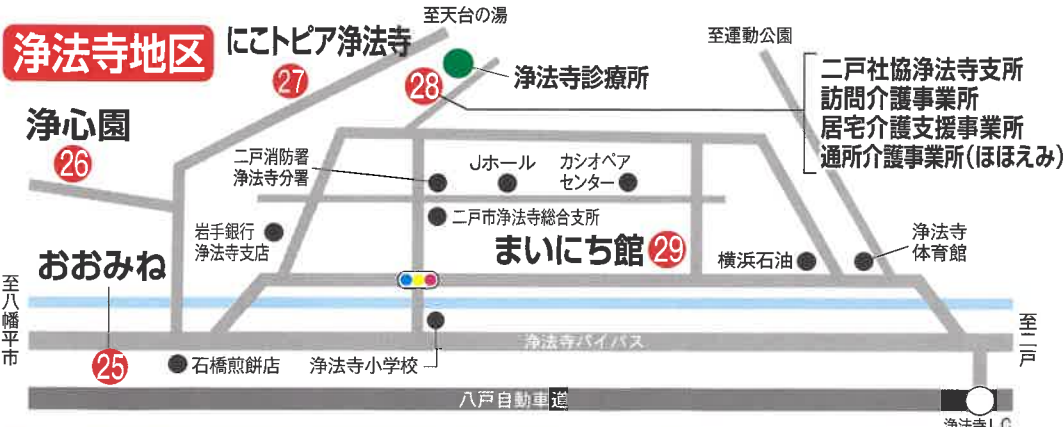 浄法寺地区
にこトピア浄法寺
27
至天台の湯
28
浄法寺診療所
至運動公園
二戸社協浄法寺支所
訪問介護事業所
居宅介護支援事業所
通所介護事業所(ほほえみ)
浄心園
26
二戸消防署
浄法寺分署
Jホール
カシオペア
センター
岩手銀行
浄法寺支店
二戸市浄法寺総合支所
まいにち館
29
横浜石油
浄法寺
体育館
おおみね
25
至八幡平市
至二戸
浄法寺バイパス
石橋煎餅店
浄法寺小学校
八戸自動車道
浄法寺I.C